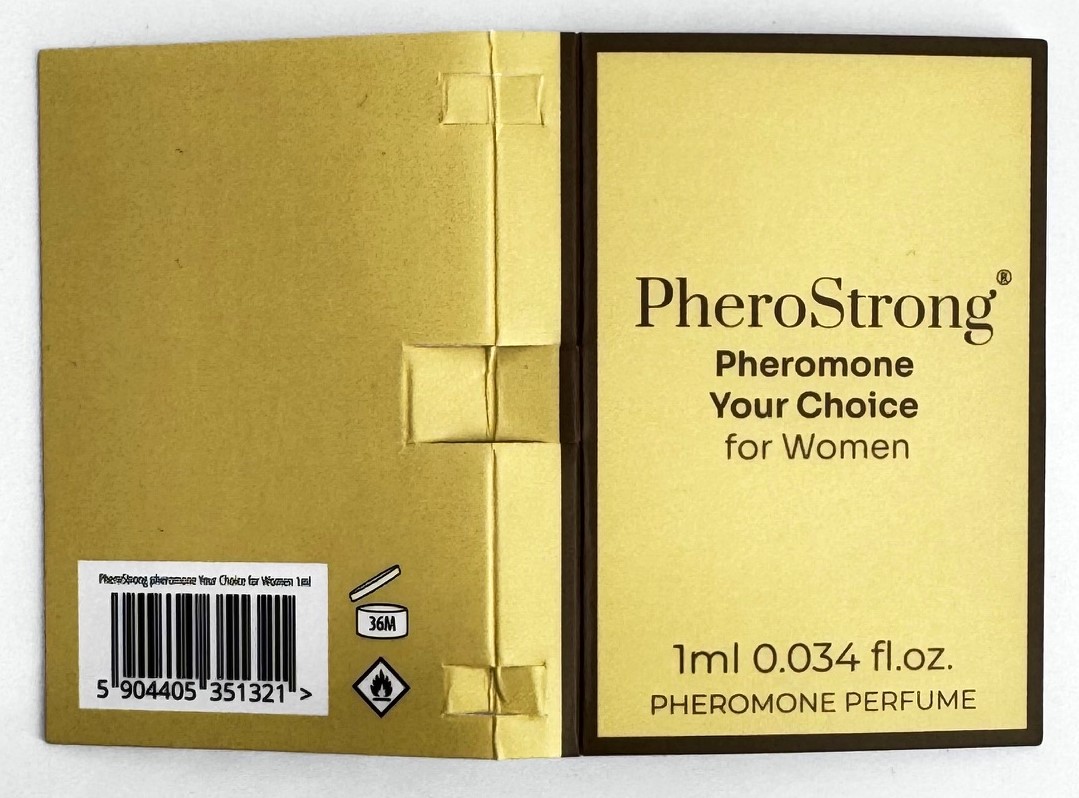 PheroStrong pheromone Your Choice for Women 1ml
5 904405 351321 >
36M
PheroStrong®
Pheromone
Your Choice
for Women
1ml 0.034 fl.oz.
PHEROMONE PERFUME